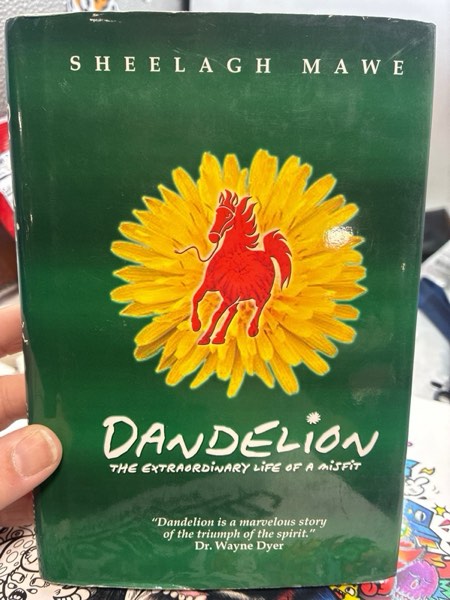 SHEELAGH MAWE
DANDELION
THE EXTRAORDINARY LIFE OF A MISFIT
"Dandelion is a marvelous story
of the triumph of the spirit."
Dr. Wayne Dyer